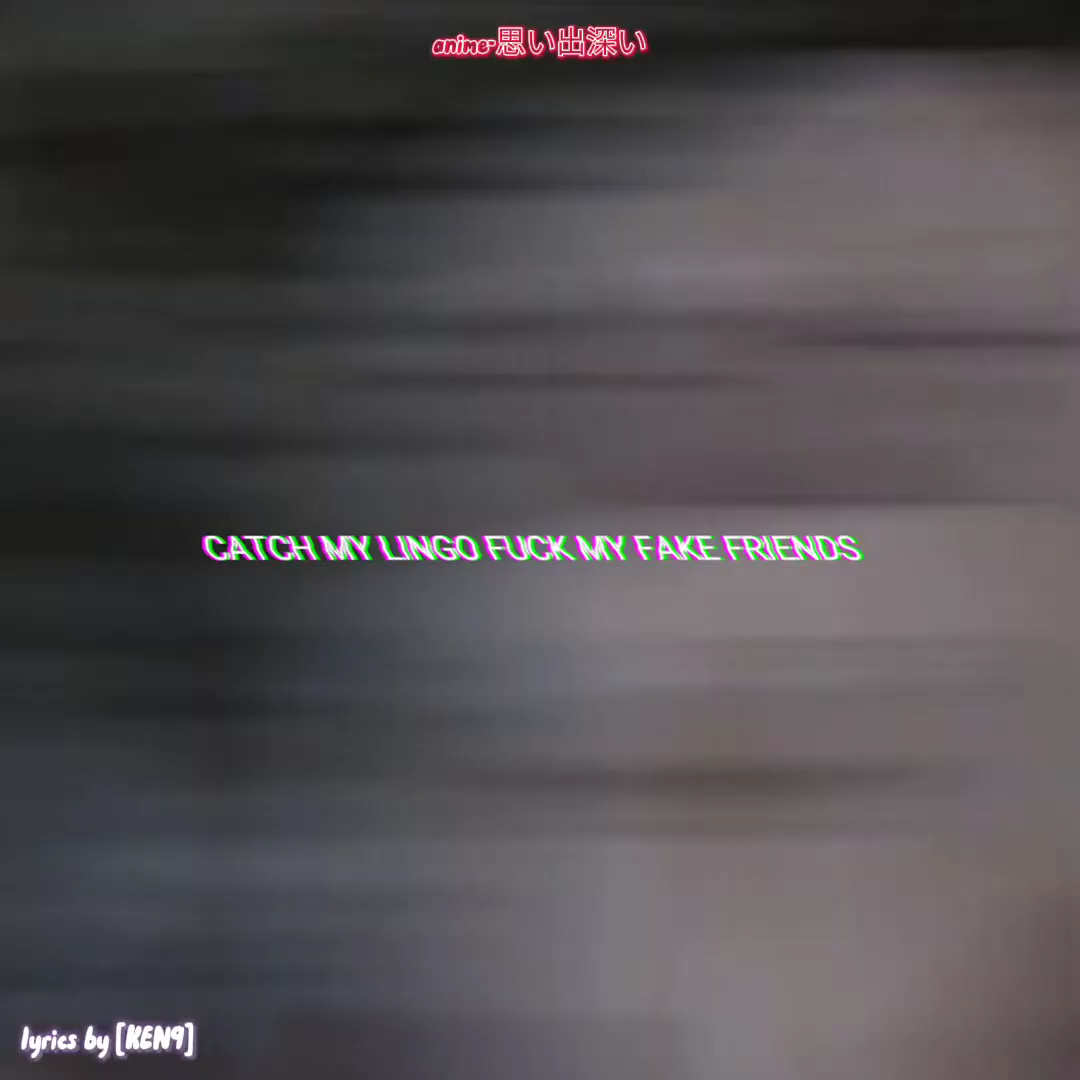 anime-思い出深い
CATCH MY LINGO FUCK MY FAKE FRIENDS
lyrics by [KEN9]